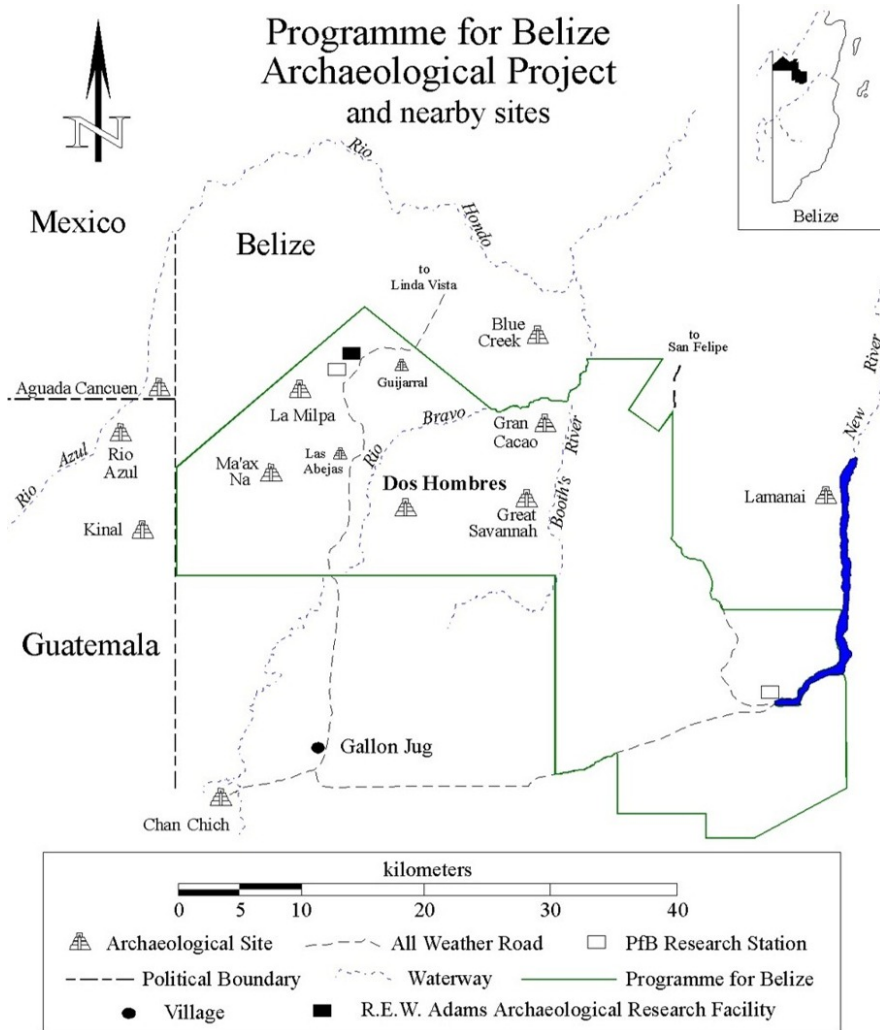 Programme for Belize
Archaeological Project
and nearby sites
N
Belize
Mexico
Belize
Rio
Hondo
to
Linda Vista
Blue
Creek
to
San Felipe
New
River
Aguada Cancuen
La Milpa
Guijarral
Rio
Bravo
Gran
Cacao
Booth's
River
Rio
Azul
Rio
Azul
Ma'ax
Na
Las
Abejas
Dos Hombres
Great
Savannah
Lamanai
Kinal
Guatemala
Gallon Jug
Chan Chich
kilometers
0 5 10 20 30 40
Archaeological Site All Weather Road PfB Research Station
Political Boundary Waterway Programme for Belize
Village R.E.W. Adams Archaeological Research Facility